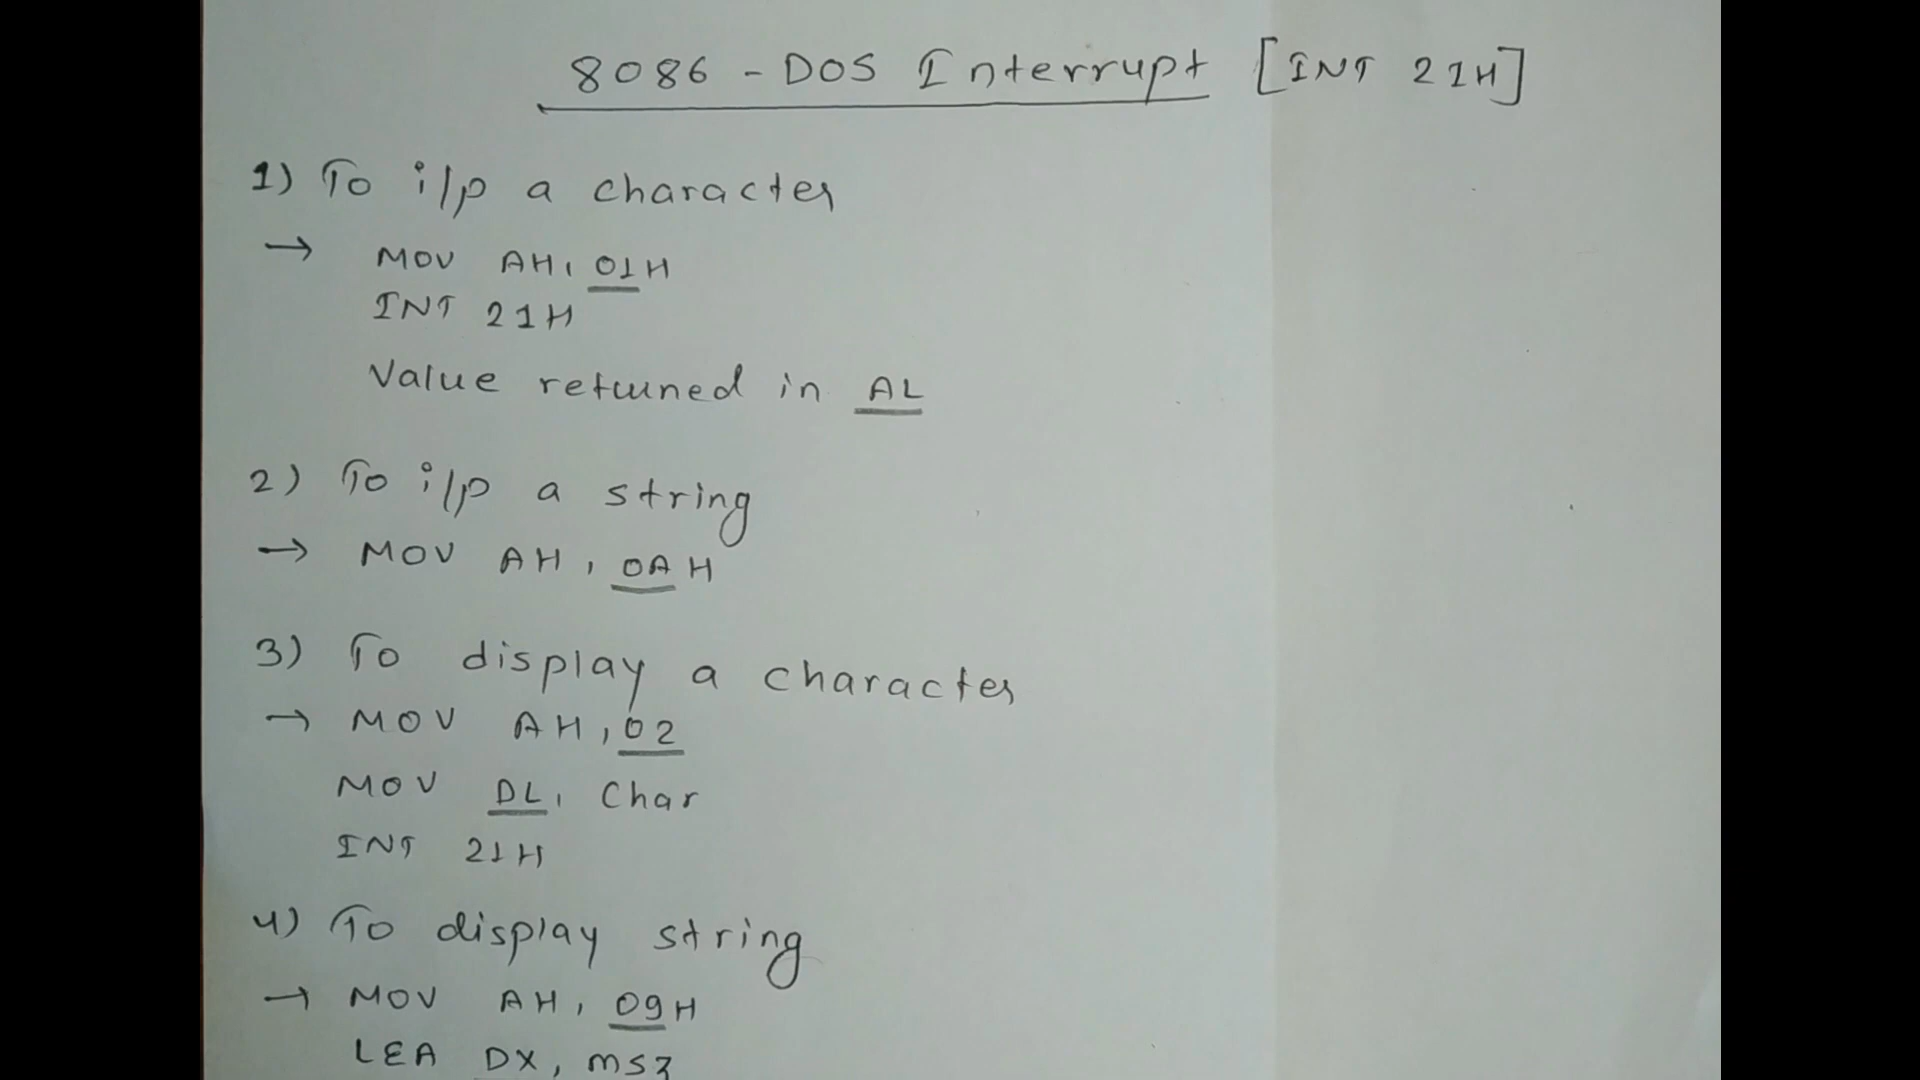 8086 - DOS Interrupt [INT 21H]
1) To i/p a character
→ MOV AH, 01H
INT 21H
Value returned in AL
2) To i/p a string
→ MOV AH, 0AH
3) To display a character
→ MOV AH, 02
MOV DL, Char
INT 21H
4) To display string
→ MOV AH, 09H
LEA DX, msg